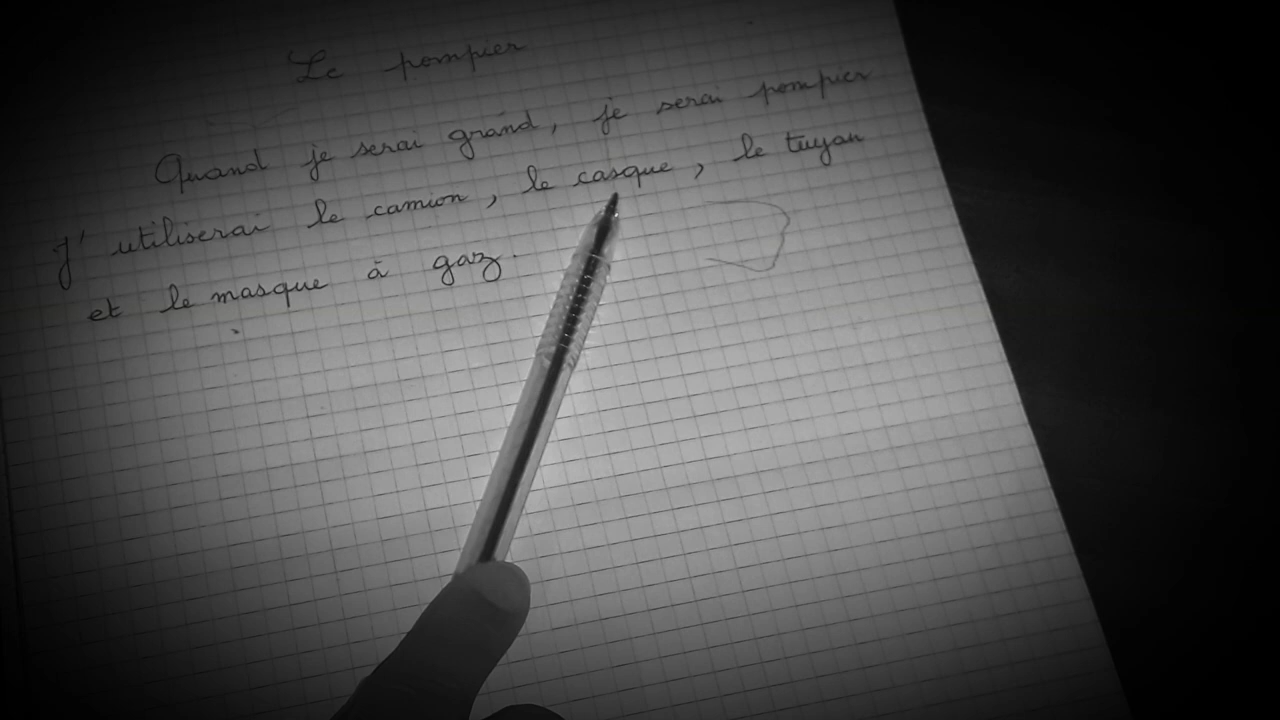 Le pompier
Quand je serai grand, je serai pompier
J'utiliserai le camion, le casque, le tuyau
et le masque à gaz.